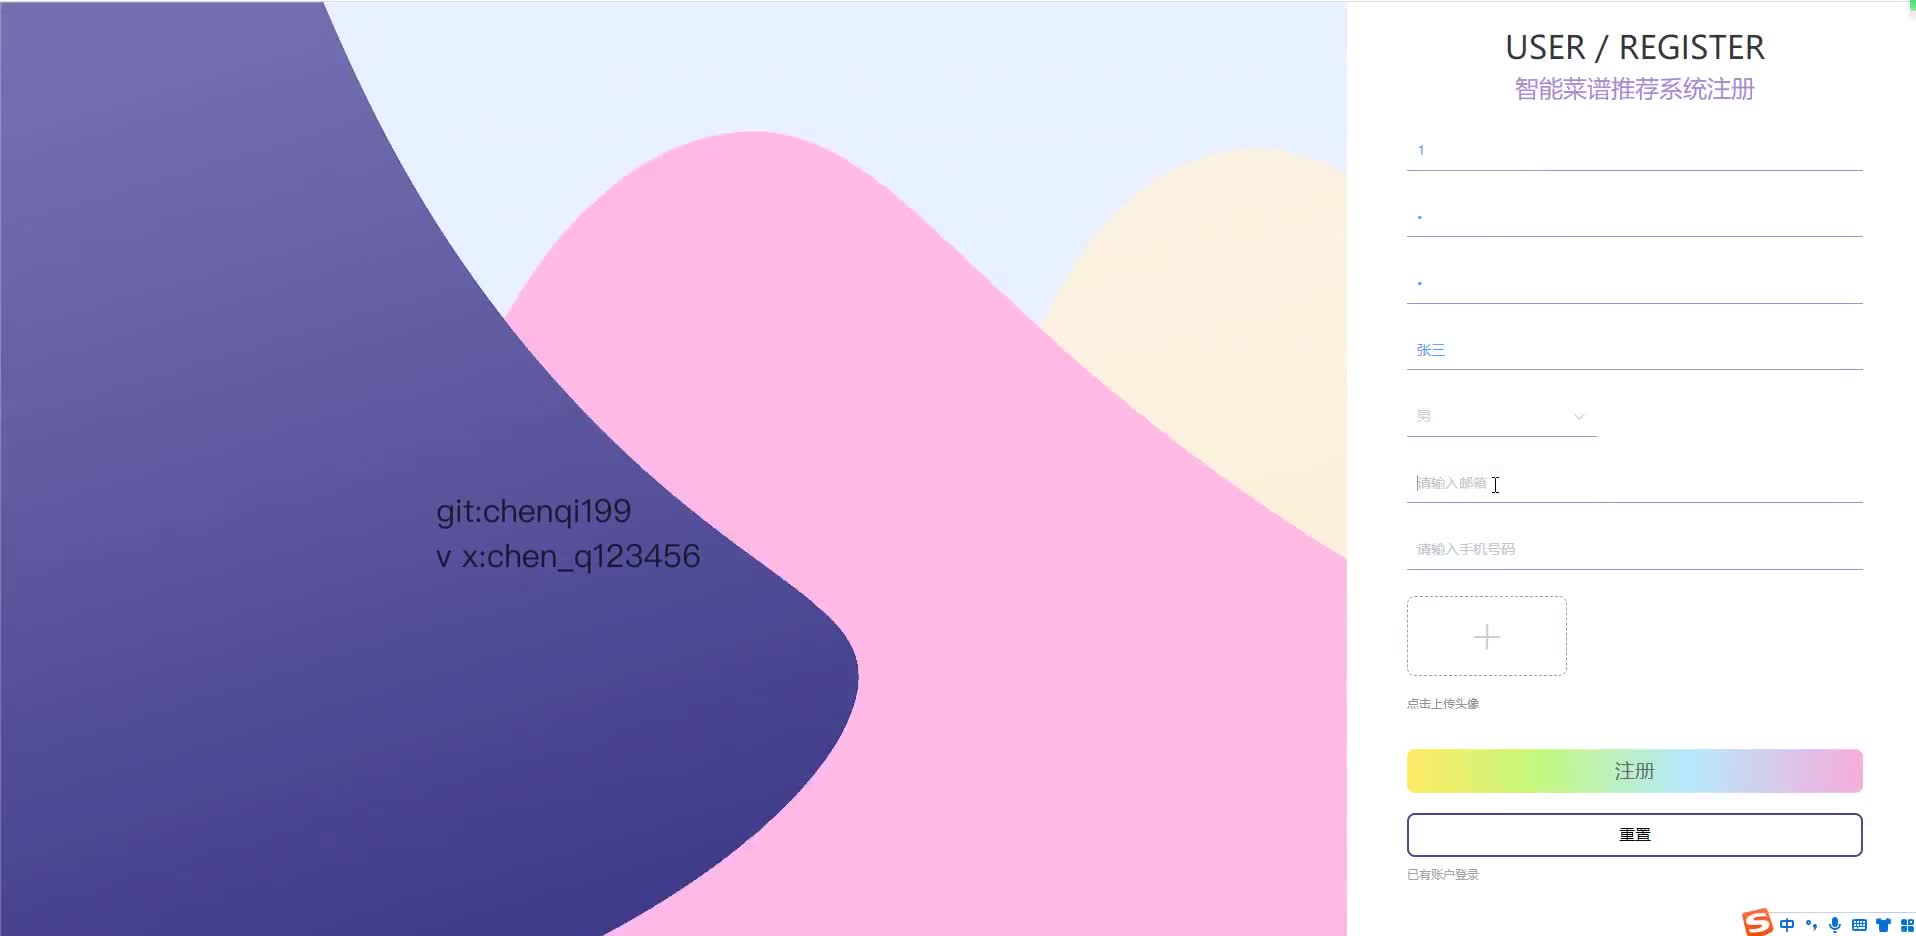 USER / REGISTER
智能菜谱推荐系统注册
1
张三
男
请输入邮箱
git:chenqi199
v x:chen_q123456
请输入手机号码
点击上传头像
注册
重置
已有账户登录
中